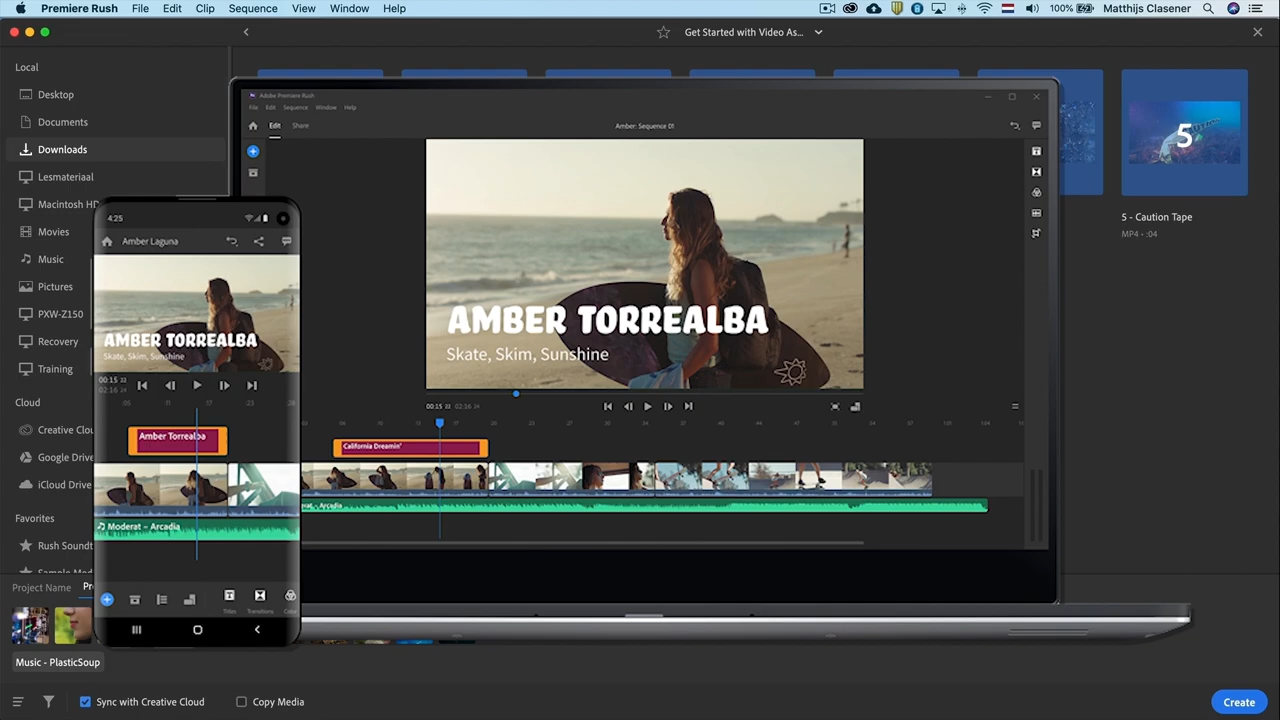 Premiere Rush File Edit Clip Sequence View Window Help 100% Matthijs Clasener
Get Started with Video As...
Local
Desktop
Documents
Downloads
Lesmateriaal
Macintosh HD
Movies
Music
Pictures
PXW-Z150
Recovery
Training
Cloud
Creative Clou
Google Drive
iCloud Drive
Favorites
Rush Soundt
Project Name
Music - PlasticSoup
Sync with Creative Cloud
Copy Media
Create
5
5 - Caution Tape
MP4 • :04
Adobe Premiere Rush
File Edit Sequence Window Help
Edit Share
Amber: Sequence 01
AMBER TORREALBA
Skate, Skim, Sunshine
00:15 22 02:16 24
California Dreamin'
4:25
Amber Laguna
AMBER TORREALBA
Skate, Skim, Sunshine
00:15 22
02:16 24
Amber Torrealba
Moderat – Arcadia
Titles Transitions